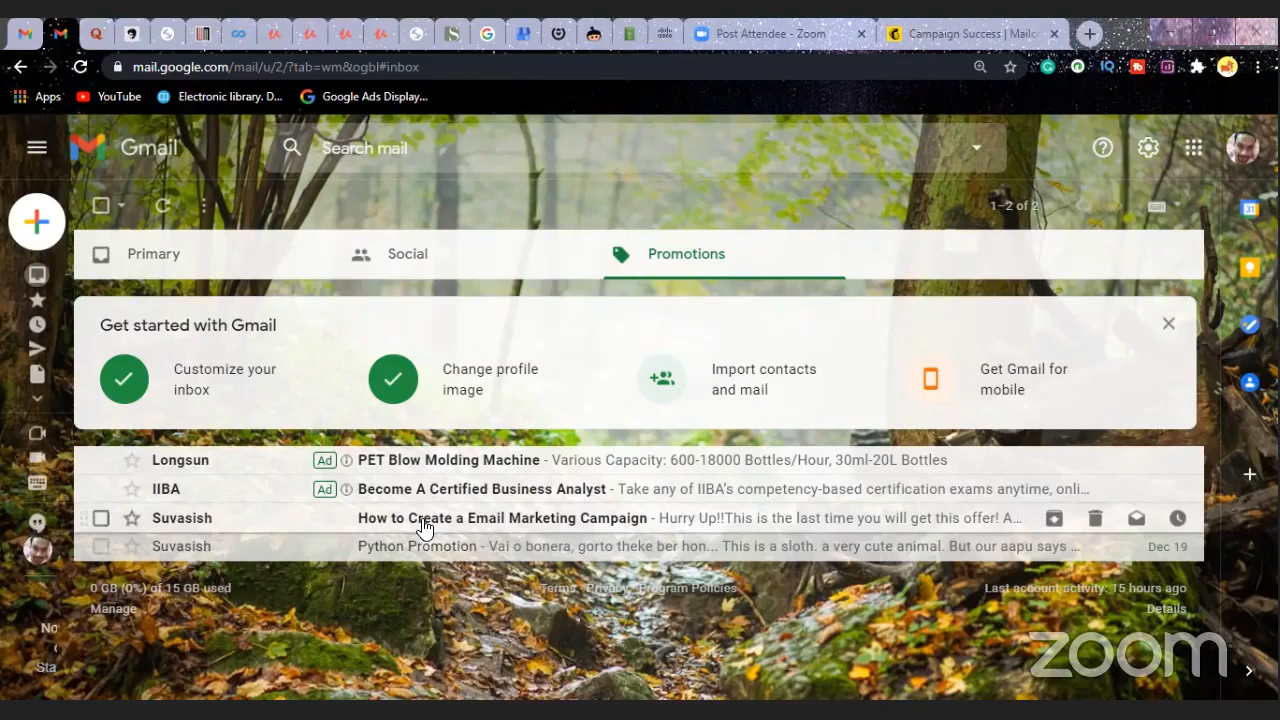 Post Attendee - Zoom
Campaign Success | Mailc
mail.google.com/mail/u/2/?tab=wm&ogbl#inbox
Apps YouTube Electronic library. D... Google Ads Display...
Gmail Search mail
1–2 of 2
Primary Social Promotions
Get started with Gmail
Customize your inbox
Change profile image
Import contacts and mail
Get Gmail for mobile
Longsun Ad PET Blow Molding Machine - Various Capacity: 600-18000 Bottles/Hour, 30ml-20L Bottles
IIBA Ad Become A Certified Business Analyst - Take any of IIBA's competency-based certification exams anytime, onli...
Suvasish How to Create a Email Marketing Campaign - Hurry Up!!This is the last time you will get this offer! A...
Suvasish Python Promotion - Vai o bonera, gorto theke ber hon... This is a sloth. a very cute animal. But our aapu says ... Dec 19
0 GB (0%) of 15 GB used Terms · Privacy · Program Policies Last account activity: 15 hours ago
Manage Details
No
Sta
zoom